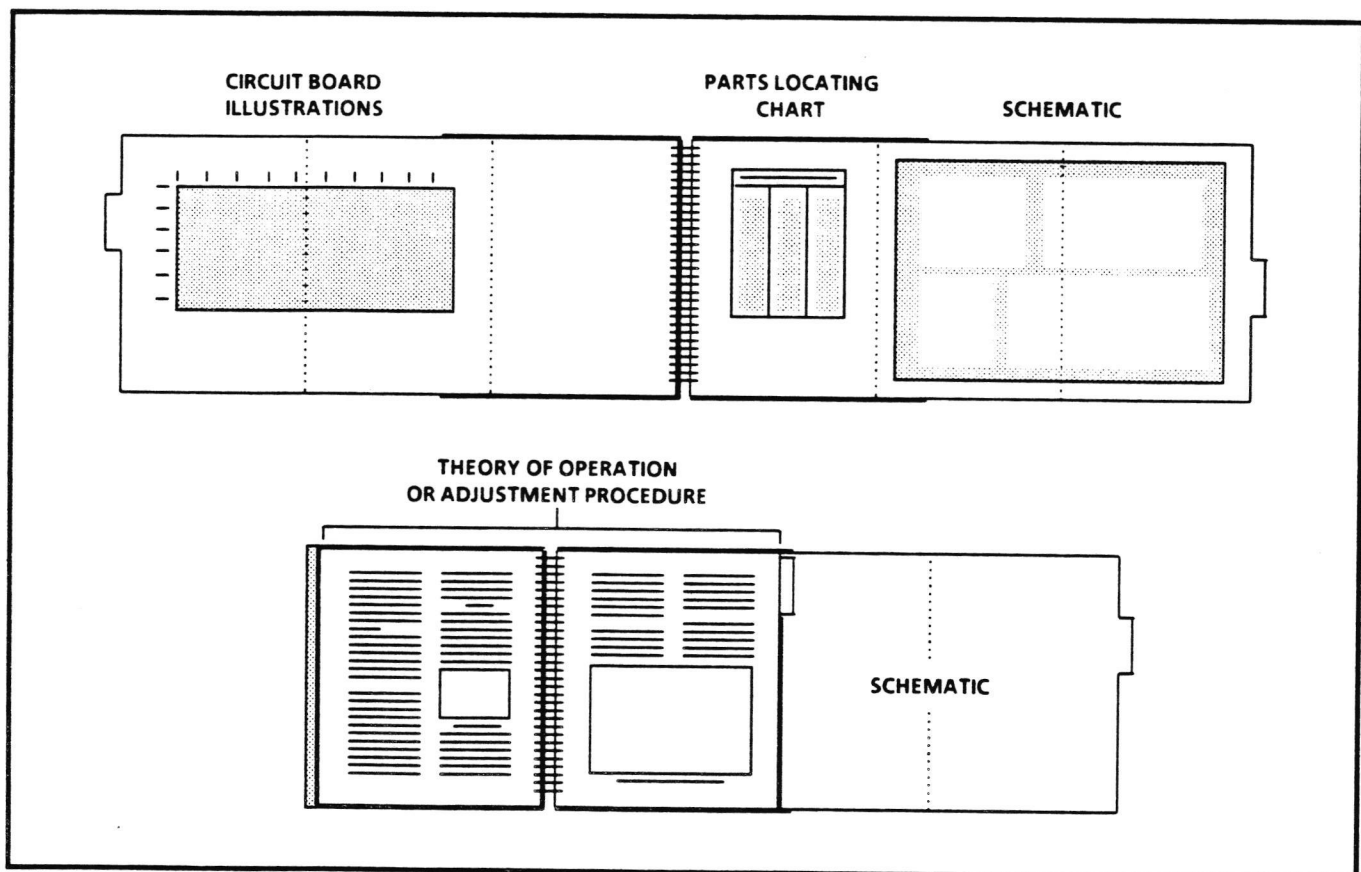 CIRCUIT BOARD
ILLUSTRATIONS
PARTS LOCATING
CHART
SCHEMATIC
THEORY OF OPERATION
OR ADJUSTMENT PROCEDURE
SCHEMATIC